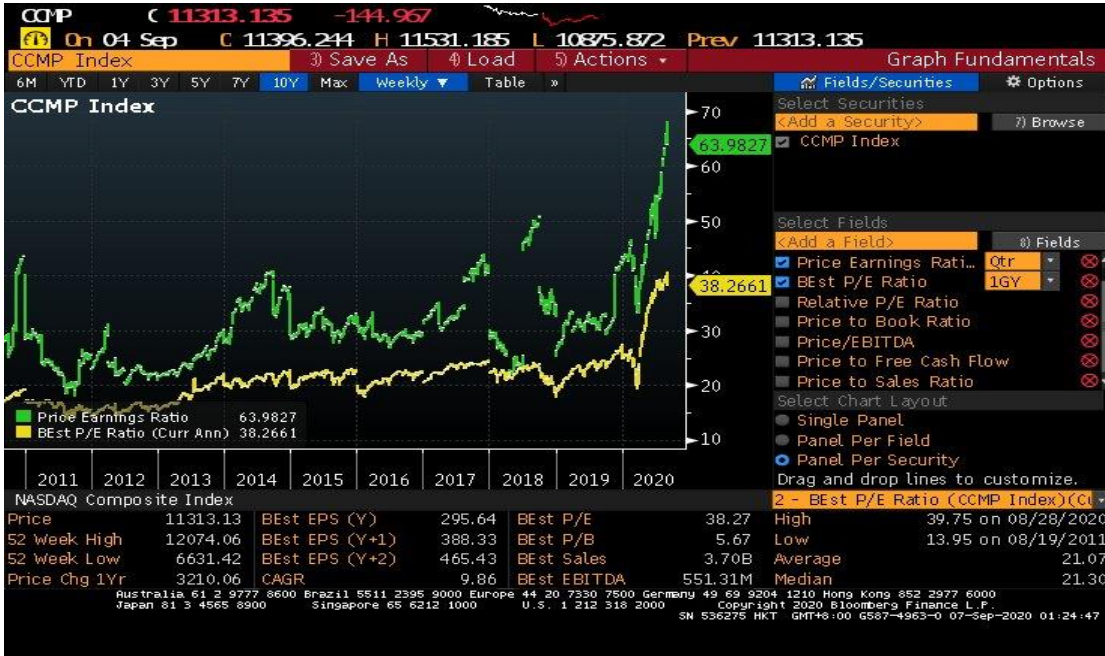 CCMP C 11313.135 -144.967
On 04 Sep C 11396.244 H 11531.185 L 10875.872 Prev 11313.135
CCMP Index 3) Save As 4) Load 5) Actions Graph Fundamentals
6M YTD 1Y 3Y 5Y 7Y 10Y Max Weekly ▼ Table » Fields/Securities Options
CCMP Index
70
63.9827
60
50
40
38.2661
30
20
10
Price Earnings Ratio 63.9827
BEst P/E Ratio (Curr Ann) 38.2661
2011 2012 2013 2014 2015 2016 2017 2018 2019 2020
Select Securities
<Add a Security> 7) Browse
CCMP Index
Select Fields
<Add a Field> 8) Fields
Price Earnings Rati… Qtr
BEst P/E Ratio 1GY
Relative P/E Ratio
Price to Book Ratio
Price/EBITDA
Price to Free Cash Flow
Price to Sales Ratio
Select Chart Layout
Single Panel
Panel Per Field
Panel Per Security
Drag and drop lines to customize.
NASDAQ Composite Index
Price 11313.13 BEst EPS (Y) 295.64 BEst P/E 38.27
52 Week High 12074.06 BEst EPS (Y+1) 388.33 BEst P/B 5.67
52 Week Low 6631.42 BEst EPS (Y+2) 465.43 BEst Sales 3.70B
Price Chg 1Yr 3210.06 CAGR 9.86 BEst EBITDA 551.31M
2 - BEst P/E Ratio (CCMP Index)(Cu
High 39.75 on 08/28/2020
Low 13.95 on 08/19/2011
Average 21.07
Median 21.30
Australia 61 2 9777 8600 Brazil 5511 2395 9000 Europe 44 20 7330 7500 Germany 49 69 9204 1210 Hong Kong 852 2977 6000
Japan 81 3 4565 8900 Singapore 65 6212 1000 U.S. 1 212 318 2000 Copyright 2020 Bloomberg Finance L.P.
SN 536275 HKT GMT+8:00 G587-4963-0 07-Sep-2020 01:24:47